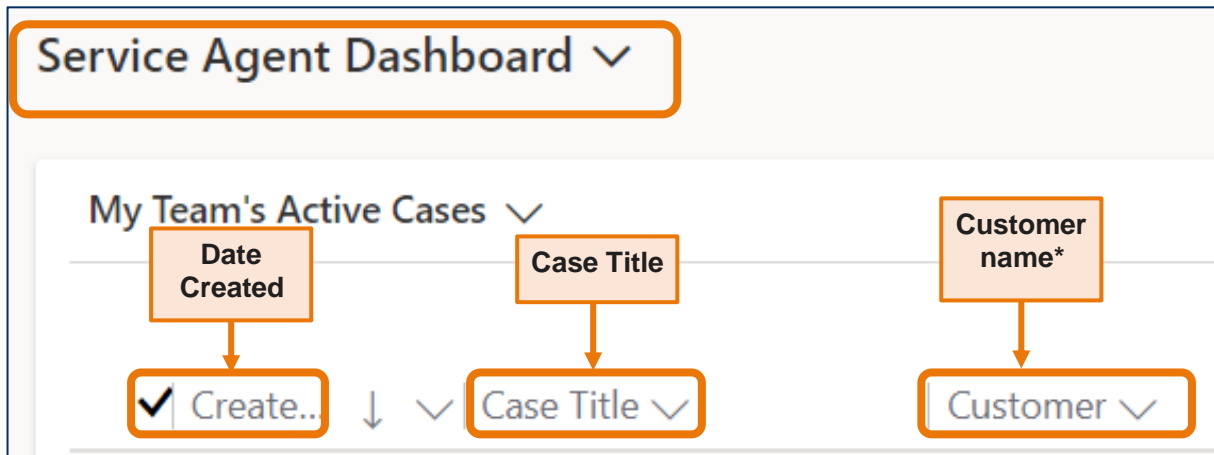 Service Agent Dashboard
My Team's Active Cases
Date
Created
Case Title
Customer
name*
Create... Case Title Customer